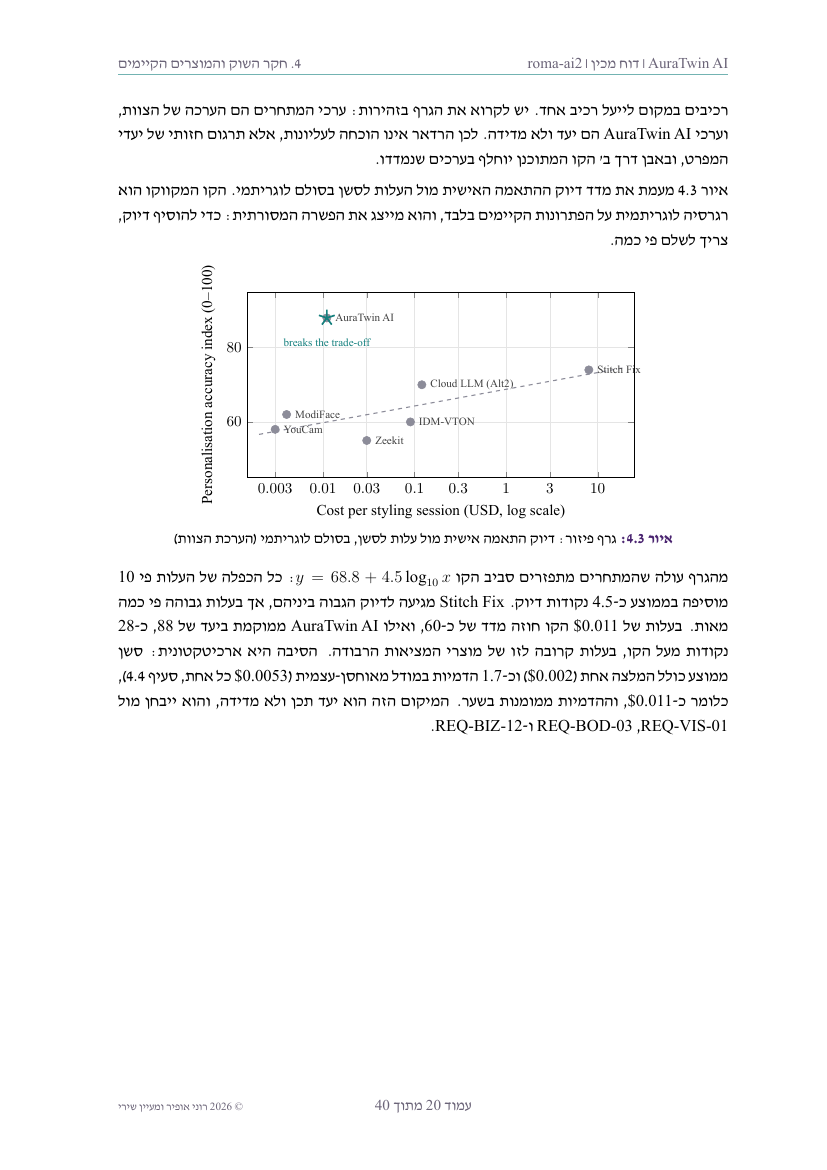 AuraTwin AI | דוח מכין | roma-ai2
4. חקר השוק והמוצרים הקיימים
רכיבים במקום לייעל רכיב אחד. יש לקרוא את הגרף בזהירות: ערכי המתחרים הם הערכה של הצוות,
וערכי AuraTwin AI הם יעד ולא מדידה. לכן הרדאר אינו הוכחה לעליונות, אלא תרגום חזותי של יעדי
המפרט, ובאבן דרך ב׳ הקו המתוכנן יוחלף בערכים שנמדדו.
איור 4.3 מעמת את מדד דיוק ההתאמה האישית מול העלות לסשן בסולם לוגריתמי. הקו המקווקו הוא
רגרסיה לוגריתמית על הפתרונות הקיימים בלבד, והוא מייצג את הפשרה המסורתית: כדי להוסיף דיוק,
צריך לשלם פי כמה.
Personalisation accuracy index (0–100)
80
60
AuraTwin AI
breaks the trade-off
Stitch Fix
Cloud LLM (Alt2)
ModiFace
IDM-VTON
YouCam
Zeekit
0.003 0.01 0.03 0.1 0.3 1 3 10
Cost per styling session (USD, log scale)
איור 4.3: גרף פיזור: דיוק התאמה אישית מול עלות לסשן, בסולם לוגריתמי (הערכת הצוות)
מהגרף עולה שהמתחרים מתפזרים סביב הקו y = 68.8 + 4.5 log₁₀ x: כל הכפלה של העלות פי 10
מוסיפה בממוצע כ-4.5 נקודות דיוק. Stitch Fix מגיעה לדיוק הגבוה ביניהם, אך בעלות גבוהה פי כמה
מאות. בעלות של $0.011 הקו חוזה מדד של כ-60, ואילו AuraTwin AI ממוקמת ביעד של 88, כ-28
נקודות מעל הקו, בעלות קרובה לזו של מוצרי המציאות הרבודה. הסיבה היא ארכיטקטונית: סשן
ממוצע כולל המלצה אחת ($0.002) וכ-1.7 הדמיות במודל מאוחסן-עצמית ($0.0053 כל אחת, סעיף 4.4),
כלומר כ-$0.011, וההדמיות ממומנות בשער. המיקום הזה הוא יעד תכן ולא מדידה, והוא ייבחן מול
REQ-VIS-01, REQ-BOD-03 ו-REQ-BIZ-12.
עמוד 20 מתוך 40
© 2026 רוני אופיר ומעיין שירי